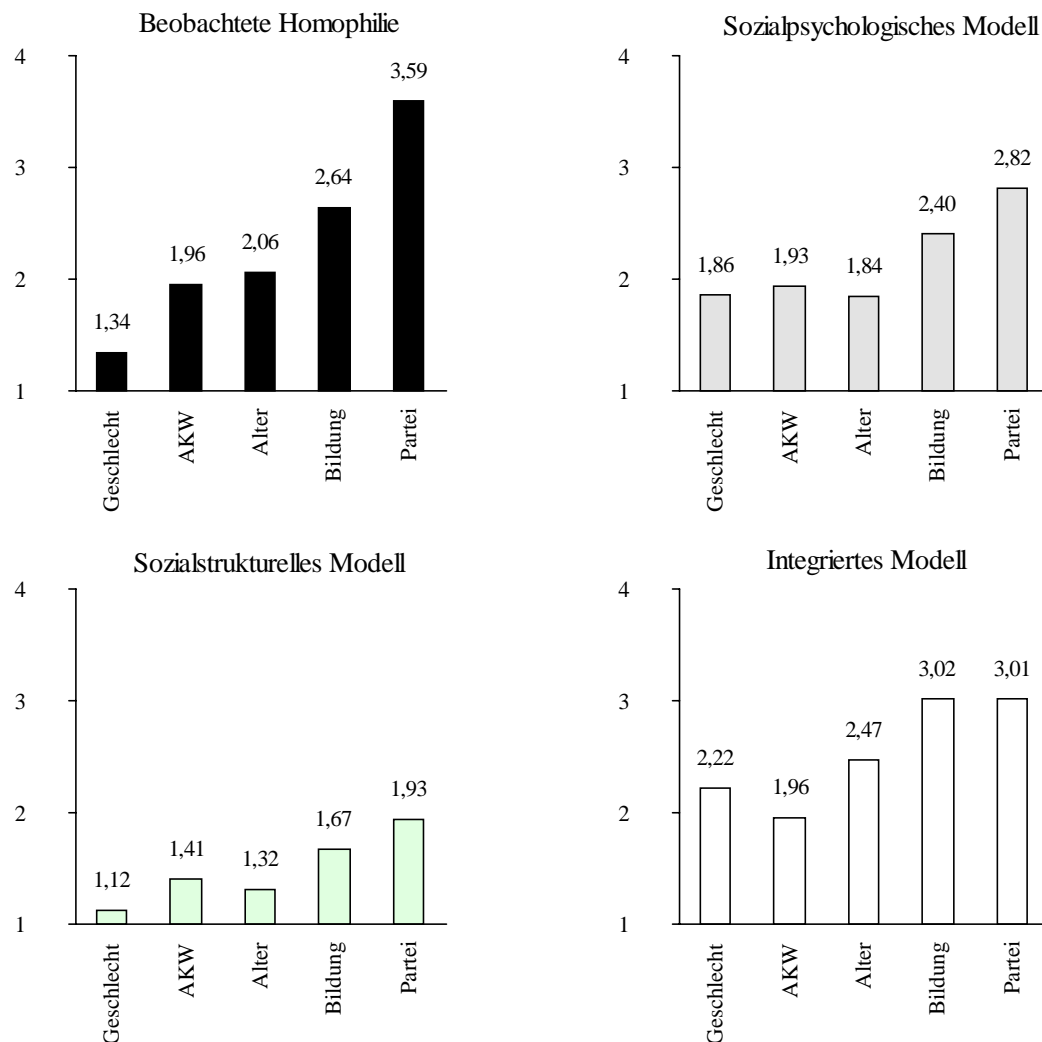 Beobachtete Homophilie
4
3
2
1
1,34
1,96
2,06
2,64
3,59
Geschlecht
AKW
Alter
Bildung
Partei
Sozialpsychologisches Modell
4
3
2
1
1,86
1,93
1,84
2,40
2,82
Geschlecht
AKW
Alter
Bildung
Partei
Sozialstrukturelles Modell
4
3
2
1
1,12
1,41
1,32
1,67
1,93
Geschlecht
AKW
Alter
Bildung
Partei
Integriertes Modell
4
3
2
1
2,22
1,96
2,47
3,02
3,01
Geschlecht
AKW
Alter
Bildung
Partei